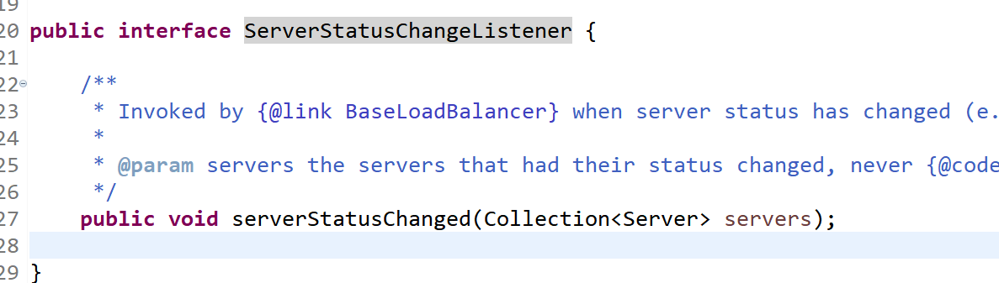 19
20 public interface ServerStatusChangeListener {
21
22 /**
23 * Invoked by {@link BaseLoadBalancer} when server status has changed (e.
24 *
25 * @param servers the servers that had their status changed, never {@code
26 */
27 public void serverStatusChanged(Collection<Server> servers);
28
29 }